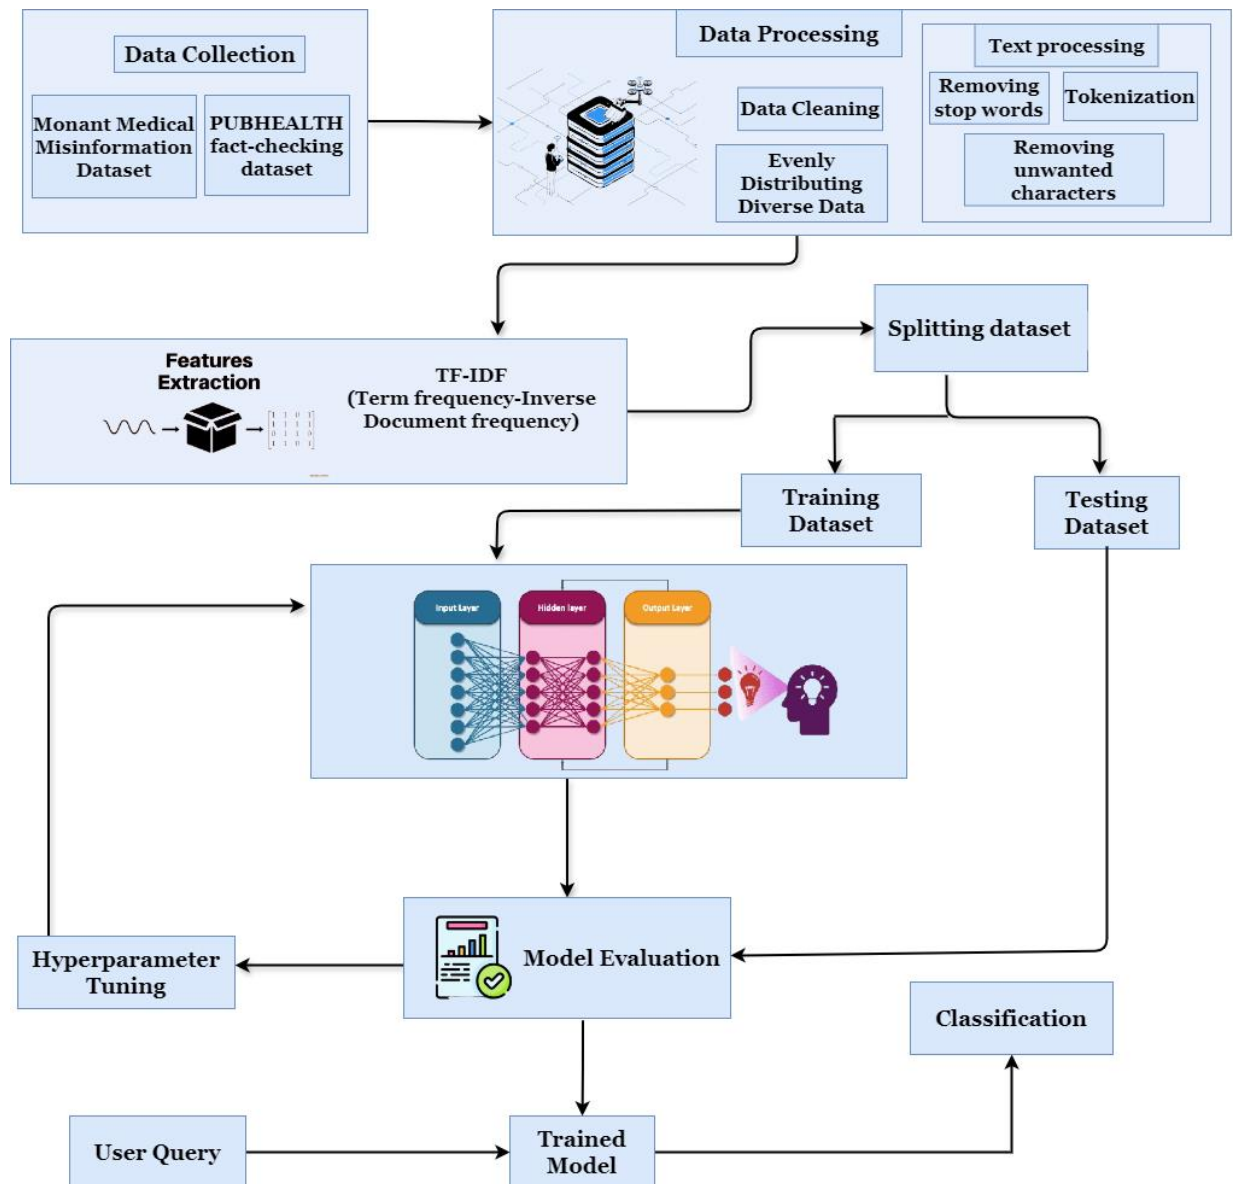 Data Collection
Monant Medical
Misinformation
Dataset
PUBHEALTH
fact-checking
dataset
Data Processing
Data Cleaning
Evenly
Distributing
Diverse Data
Text processing
Removing
stop words
Tokenization
Removing
unwanted
characters
Features
Extraction
TF-IDF
(Term frequency-Inverse
Document frequency)
Splitting dataset
Training
Dataset
Testing
Dataset
Input Layer
Hidden layer
Output Layer
Hyperparameter
Tuning
Model Evaluation
Classification
User Query
Trained
Model